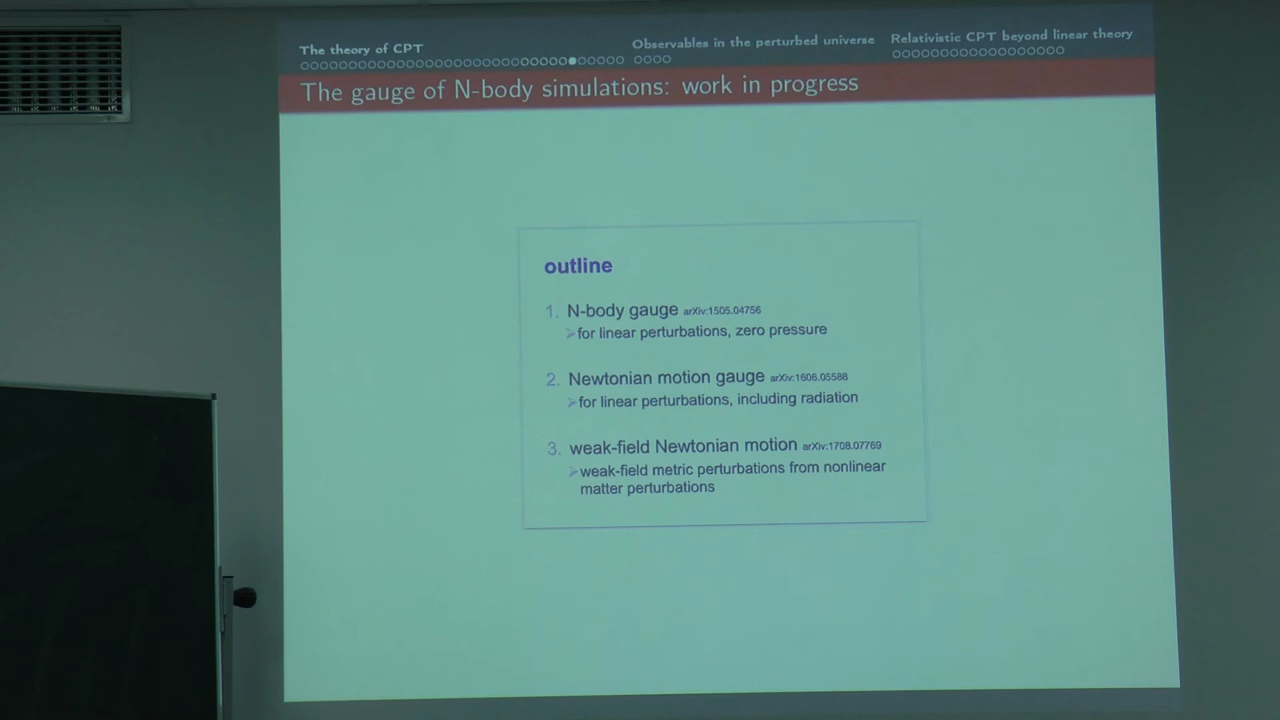 The theory of CPT
Observables in the perturbed universe
Relativistic CPT beyond linear theory
The gauge of N-body simulations: work in progress
outline
1. N-body gauge arXiv:1505.04756
➢for linear perturbations, zero pressure
2. Newtonian motion gauge arXiv:1606.05588
➢for linear perturbations, including radiation
3. weak-field Newtonian motion arXiv:1708.07769
➢weak-field metric perturbations from nonlinear
matter perturbations